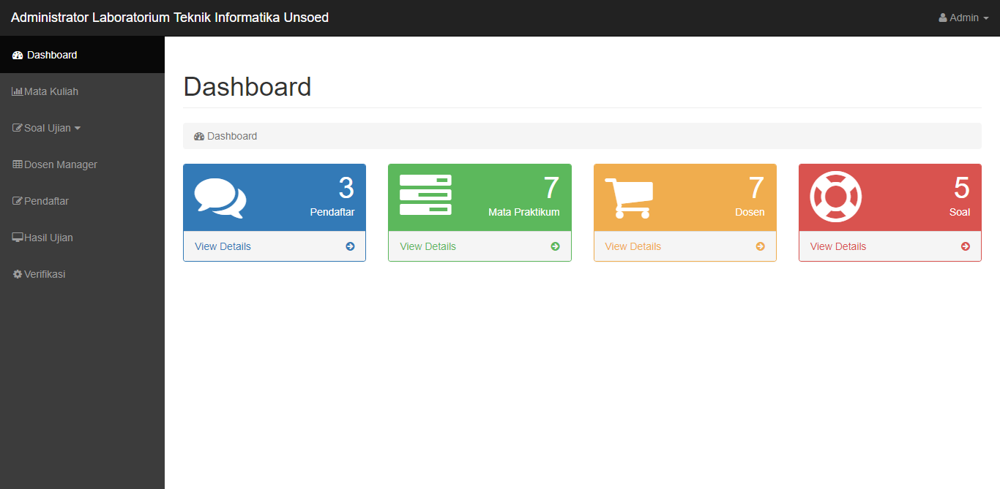 Administrator Laboratorium Teknik Informatika Unsoed
Admin
Dashboard
Mata Kuliah
Soal Ujian
Dosen Manager
Pendaftar
Hasil Ujian
Verifikasi
Dashboard
Dashboard
3
Pendaftar
View Details
7
Mata Praktikum
View Details
7
Dosen
View Details
5
Soal
View Details